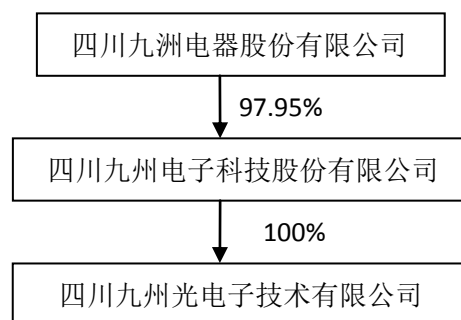 四川九洲电器股份有限公司
97.95%
四川九州电子科技股份有限公司
100%
四川九州光电子技术有限公司